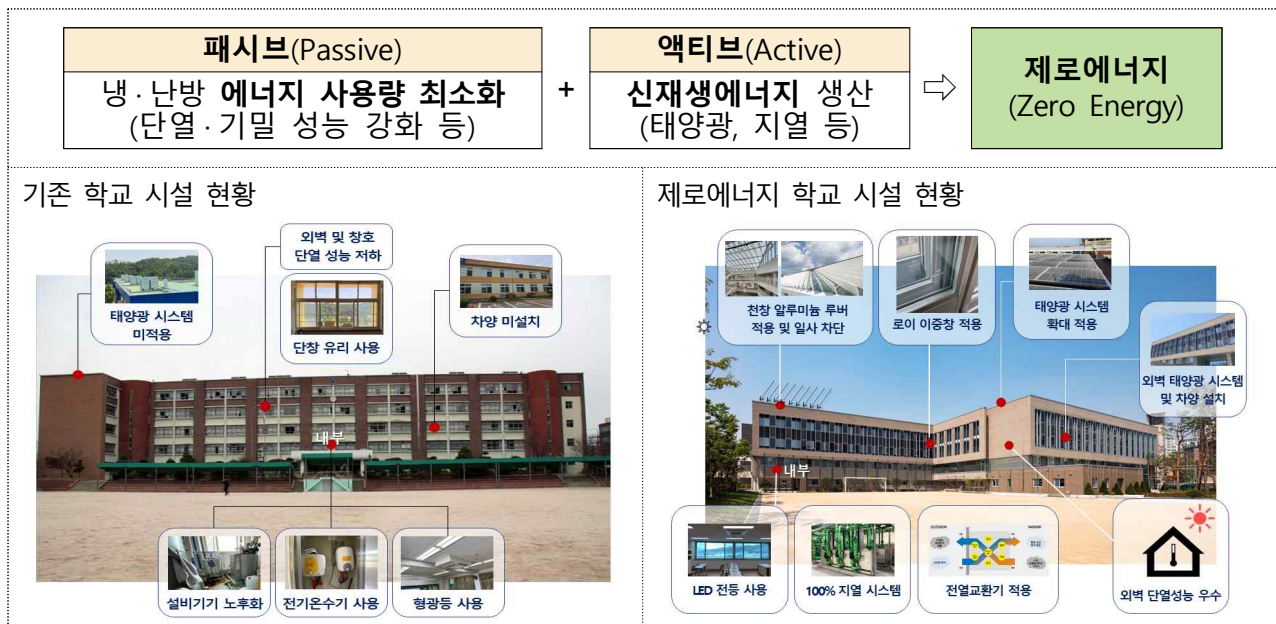 패시브(Passive)
냉·난방 에너지 사용량 최소화
(단열·기밀 성능 강화 등)
+
액티브(Active)
신재생에너지 생산
(태양광, 지열 등)
⇨
제로에너지
(Zero Energy)
기존 학교 시설 현황
태양광 시스템
미적용
외벽 및 창호
단열 성능 저하
단창 유리 사용
차양 미설치
내부
설비기기 노후화
전기온수기 사용
형광등 사용
제로에너지 학교 시설 현황
천창 알루미늄 루버
적용 및 일사 차단
로이 이중창 적용
태양광 시스템
확대 적용
외벽 태양광 시스템
및 차양 설치
내부
LED 전등 사용
100% 지열 시스템
OUTDOOR
INDOOR
전열교환기 적용
외벽 단열성능 우수